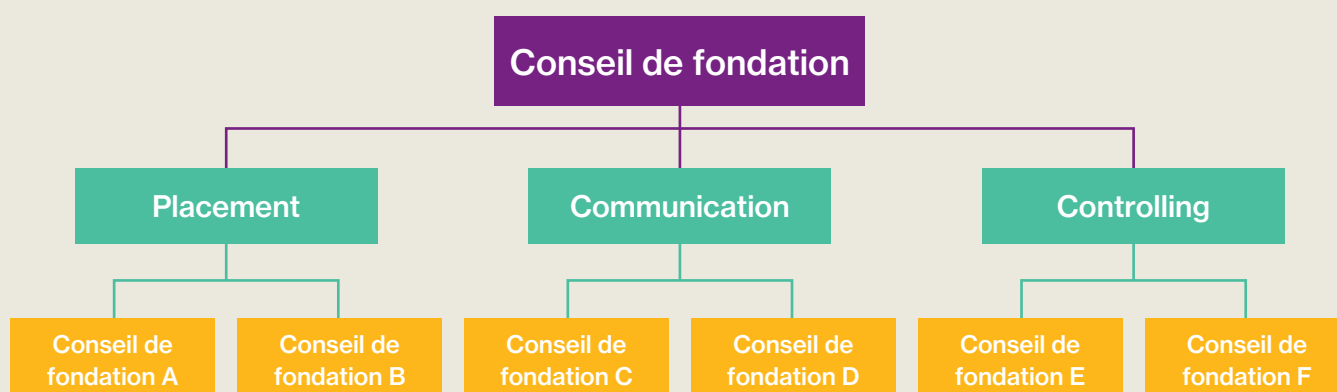 Conseil de fondation
Placement
Communication
Controlling
Conseil de
fondation A
Conseil de
fondation B
Conseil de
fondation C
Conseil de
fondation D
Conseil de
fondation E
Conseil de
fondation F